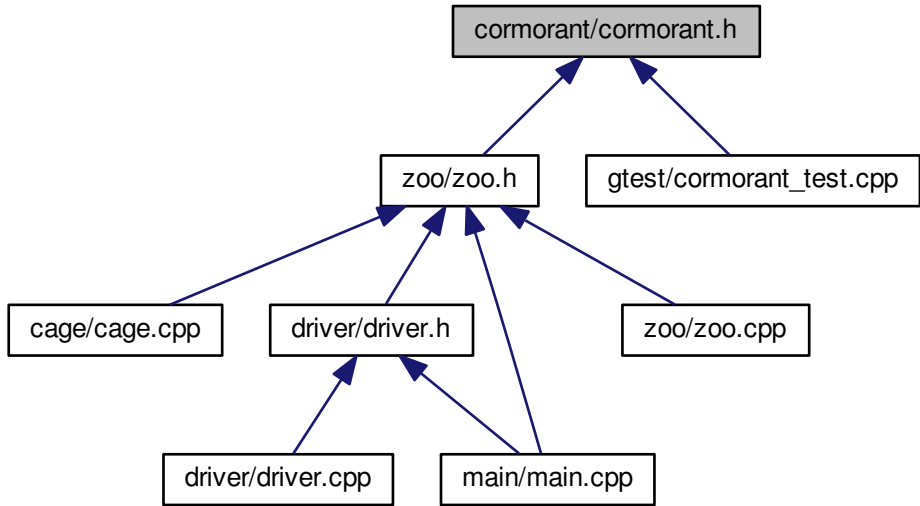 cormorant/cormorant.h
zoo/zoo.h
gtest/cormorant_test.cpp
cage/cage.cpp
driver/driver.h
zoo/zoo.cpp
driver/driver.cpp
main/main.cpp